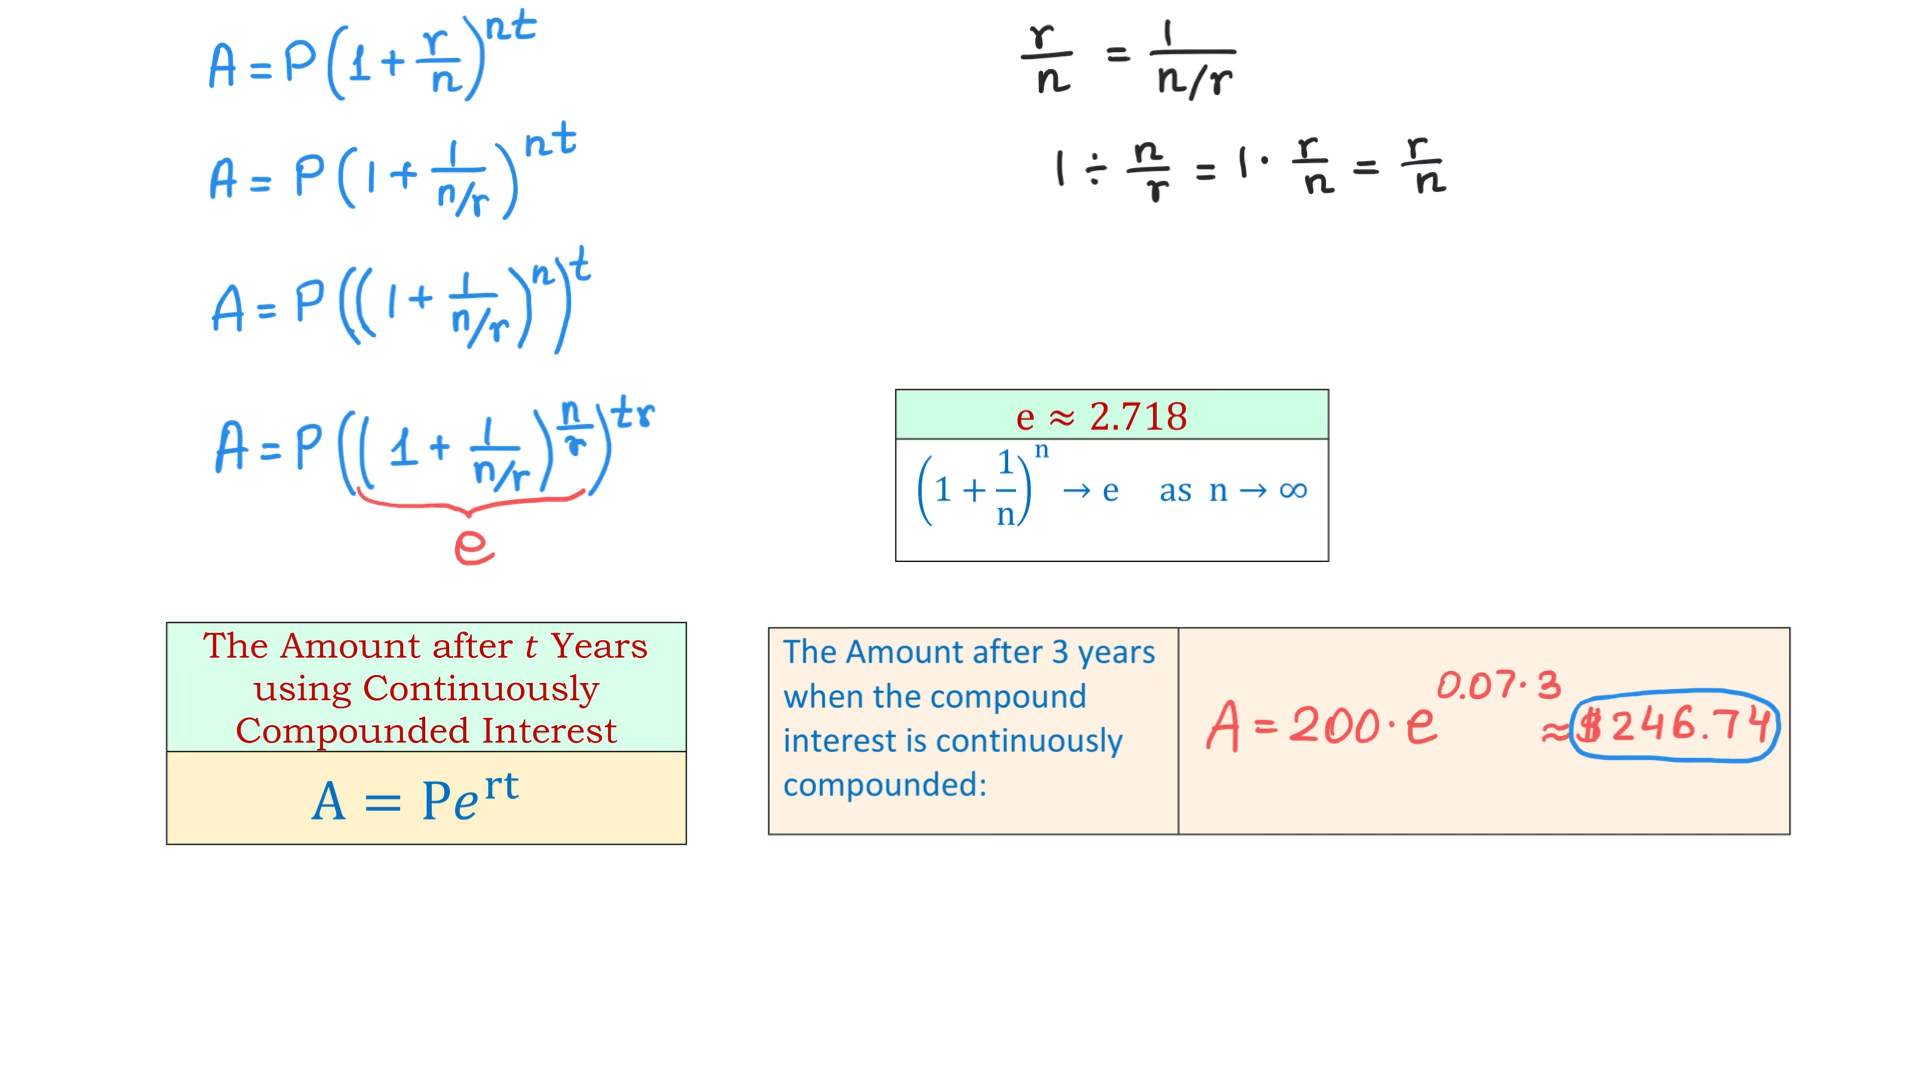 A = P(1 + r/n)^nt
A = P(1 + 1/(n/r))^nt
A = P((1 + 1/(n/r))^n)^t
A = P((1 + 1/(n/r))^(n/r))^tr
e
r/n = 1/(n/r)
1 ÷ n/r = 1 · r/n = r/n
e ≈ 2.718
(1 + 1/n)^n → e as n → ∞
The Amount after t Years
using Continuously
Compounded Interest
A = Pe^rt
The Amount after 3 years
when the compound
interest is continuously
compounded:
A = 200 · e^(0.07 · 3) ≈ $246.74